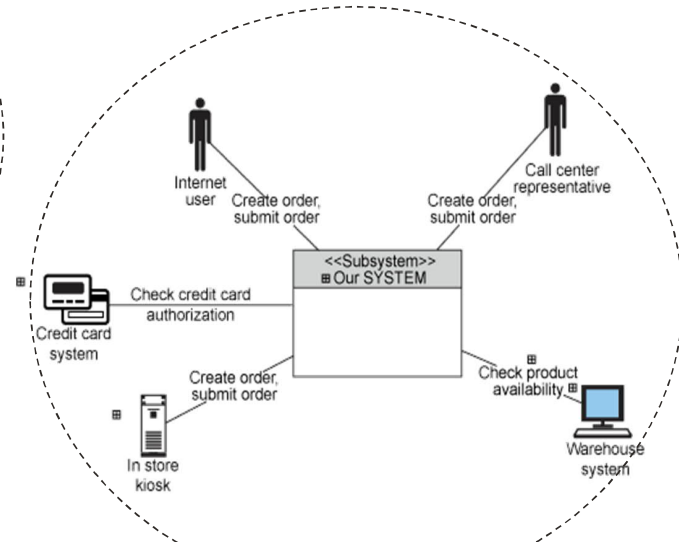 Internet
user
Call center
representative
Create order,
submit order
Create order,
submit order
<<Subsystem>>
Our SYSTEM
Check credit card
authorization
Credit card
system
Create order,
submit order
Check product
availability
In store
kiosk
Warehouse
system